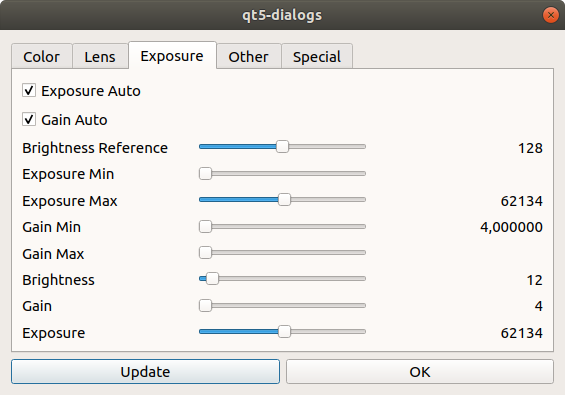 qt5-dialogs
Color Lens Exposure Other Special
Exposure Auto
Gain Auto
Brightness Reference 128
Exposure Min
Exposure Max 62134
Gain Min 4,000000
Gain Max
Brightness 12
Gain 4
Exposure 62134
Update OK